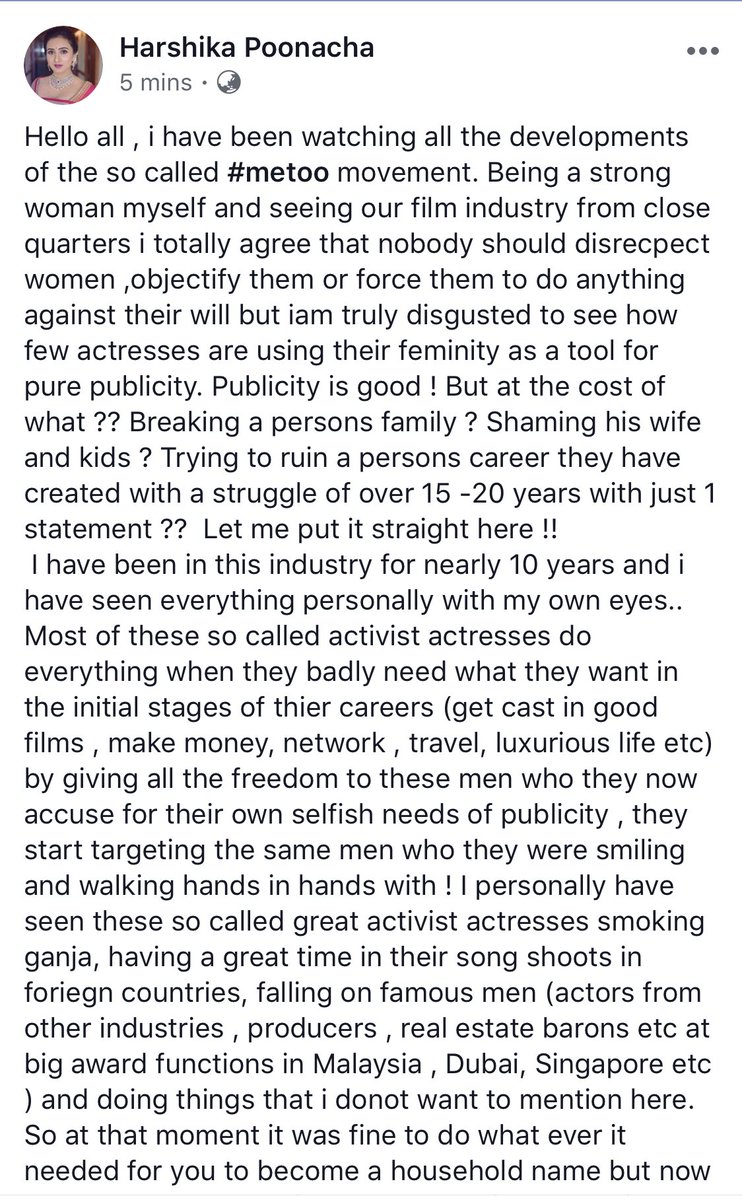 Harshika Poonacha
5 mins ·
Hello all , i have been watching all the developments
of the so called #metoo movement. Being a strong
woman myself and seeing our film industry from close
quarters i totally agree that nobody should disrecpect
women ,objectify them or force them to do anything
against their will but iam truly disgusted to see how
few actresses are using their feminity as a tool for
pure publicity. Publicity is good ! But at the cost of
what ?? Breaking a persons family ? Shaming his wife
and kids ? Trying to ruin a persons career they have
created with a struggle of over 15 -20 years with just 1
statement ??  Let me put it straight here !!
I have been in this industry for nearly 10 years and i
have seen everything personally with my own eyes..
Most of these so called activist actresses do
everything when they badly need what they want in
the initial stages of thier careers (get cast in good
films , make money, network , travel, luxurious life etc)
by giving all the freedom to these men who they now
accuse for their own selfish needs of publicity , they
start targeting the same men who they were smiling
and walking hands in hands with ! I personally have
seen these so called great activist actresses smoking
ganja, having a great time in their song shoots in
foriegn countries, falling on famous men (actors from
other industries , producers , real estate barons etc at
big award functions in Malaysia , Dubai, Singapore etc
) and doing things that i donot want to mention here.
So at that moment it was fine to do what ever it
needed for you to become a household name but now